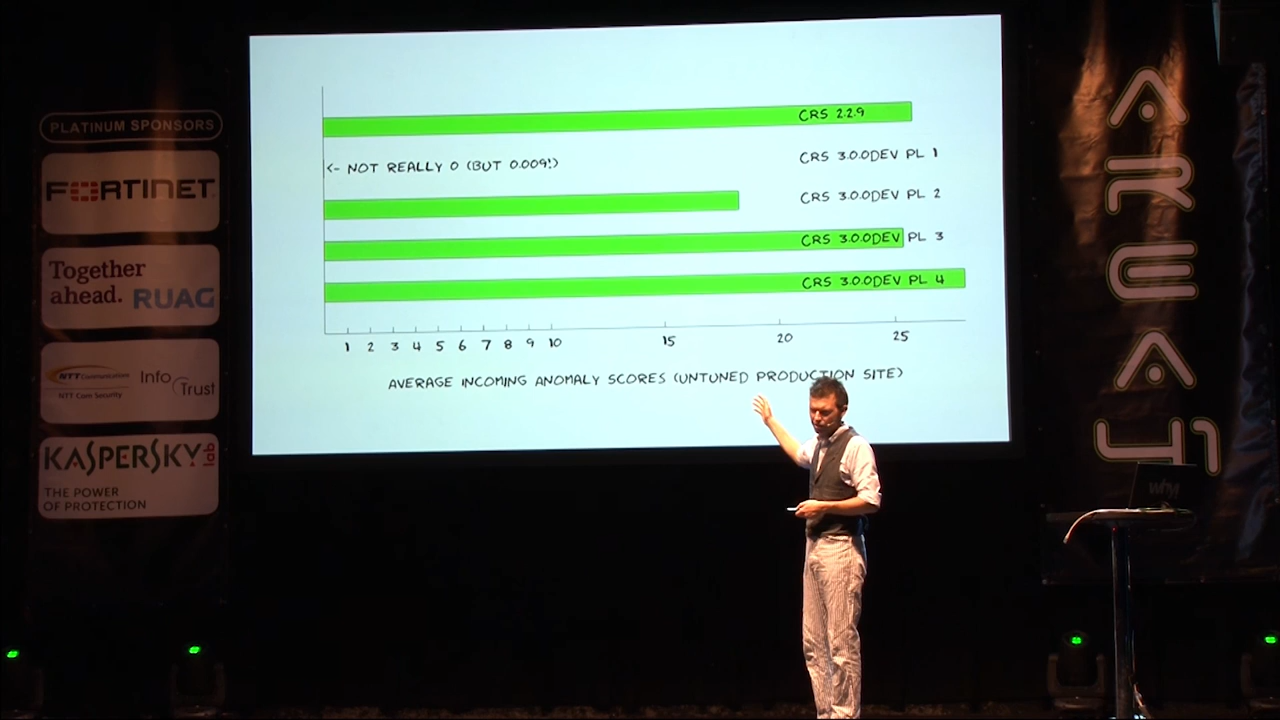 PLATINUM SPONSORS
FORTINET
Together
ahead. RUAG
NTT Communications
NTT Com Security
Info
Trust
KASPERSKY lab
THE POWER
OF PROTECTION
CRS 2.2.9
<- NOT REALLY 0 (BUT 0.009!)
CRS 3.0.0DEV PL 1
CRS 3.0.0DEV PL 2
CRS 3.0.0DEV PL 3
CRS 3.0.0DEV PL 4
1 2 3 4 5 6 7 8 9 10 15 20 25
AVERAGE INCOMING ANOMALY SCORES (UNTUNED PRODUCTION SITE)
AREA41